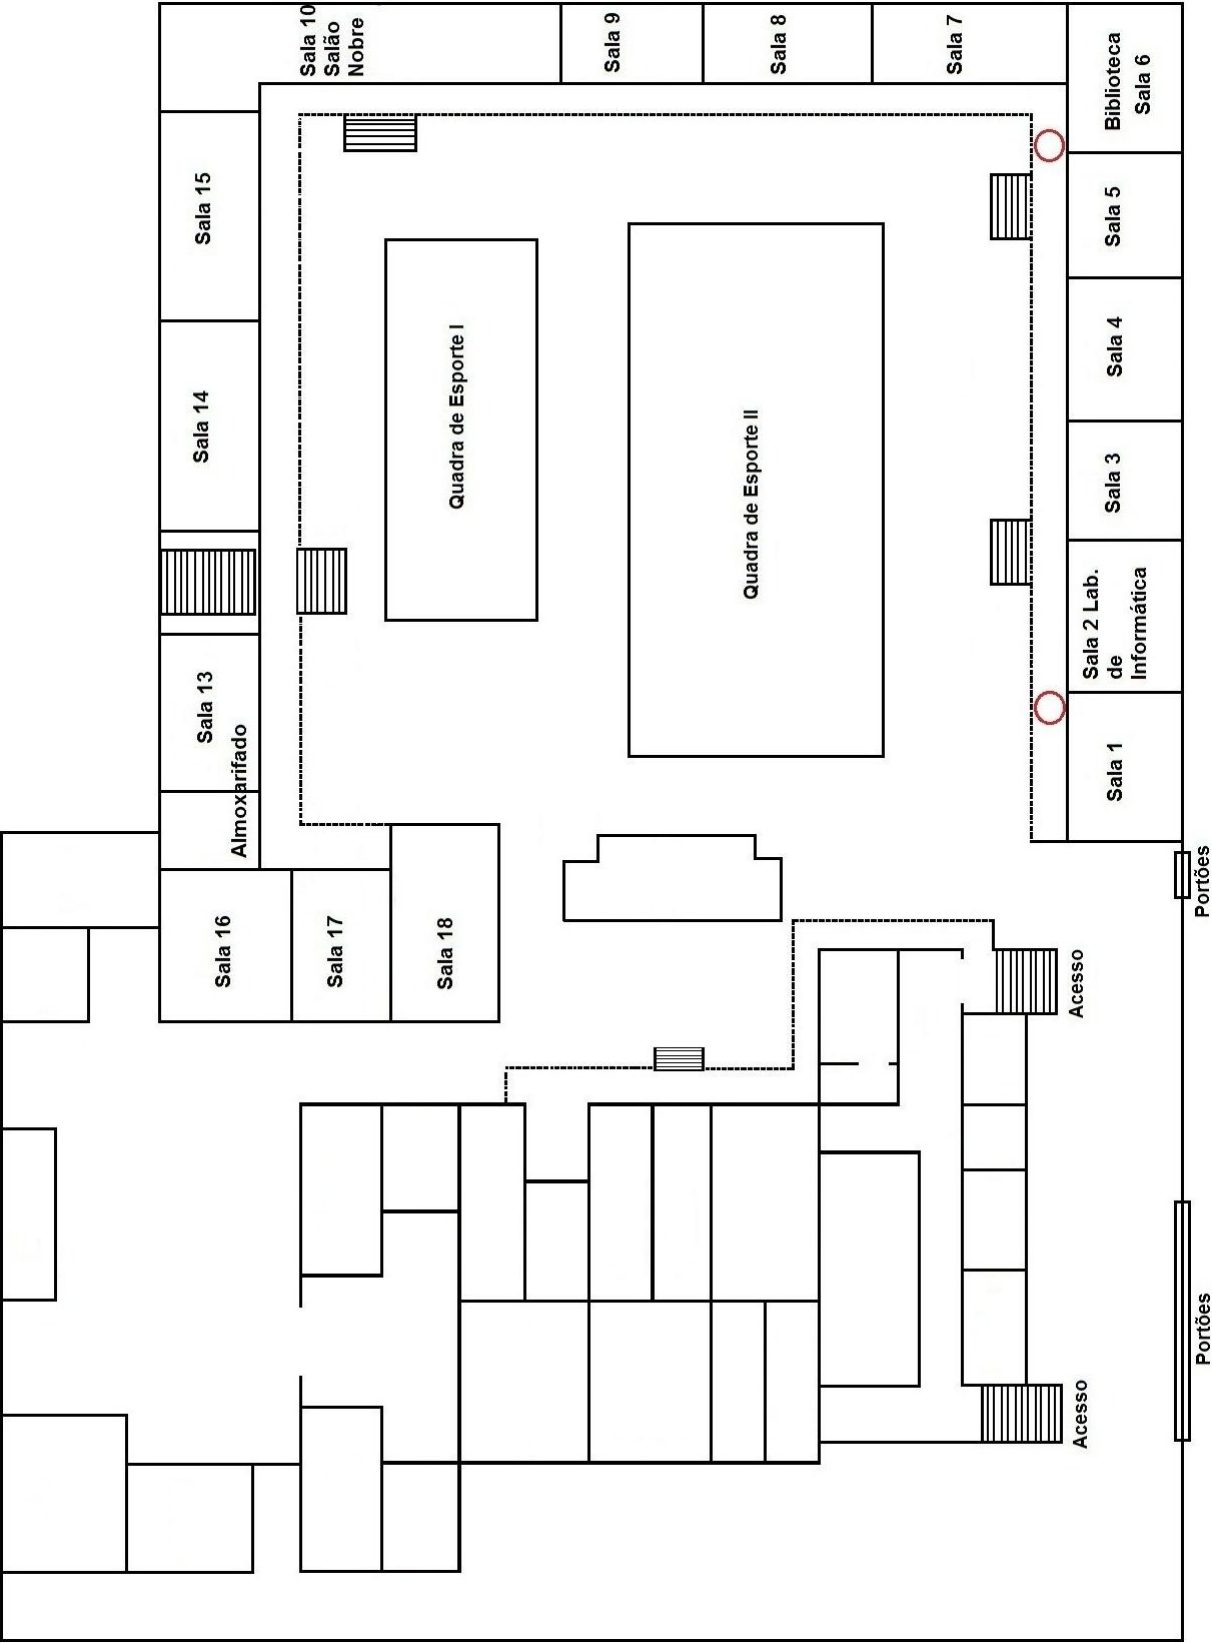 Sala 10
Salão
Nobre
Sala 9
Sala 8
Sala 7
Biblioteca
Sala 6
Sala 15
Sala 5
Sala 14
Quadra de Esporte I
Quadra de Esporte II
Sala 4
Sala 3
Sala 13
Almoxarifado
Sala 2 Lab.
de
Informática
Sala 1
Sala 16
Sala 17
Sala 18
Portões
Acesso
Portões
Acesso